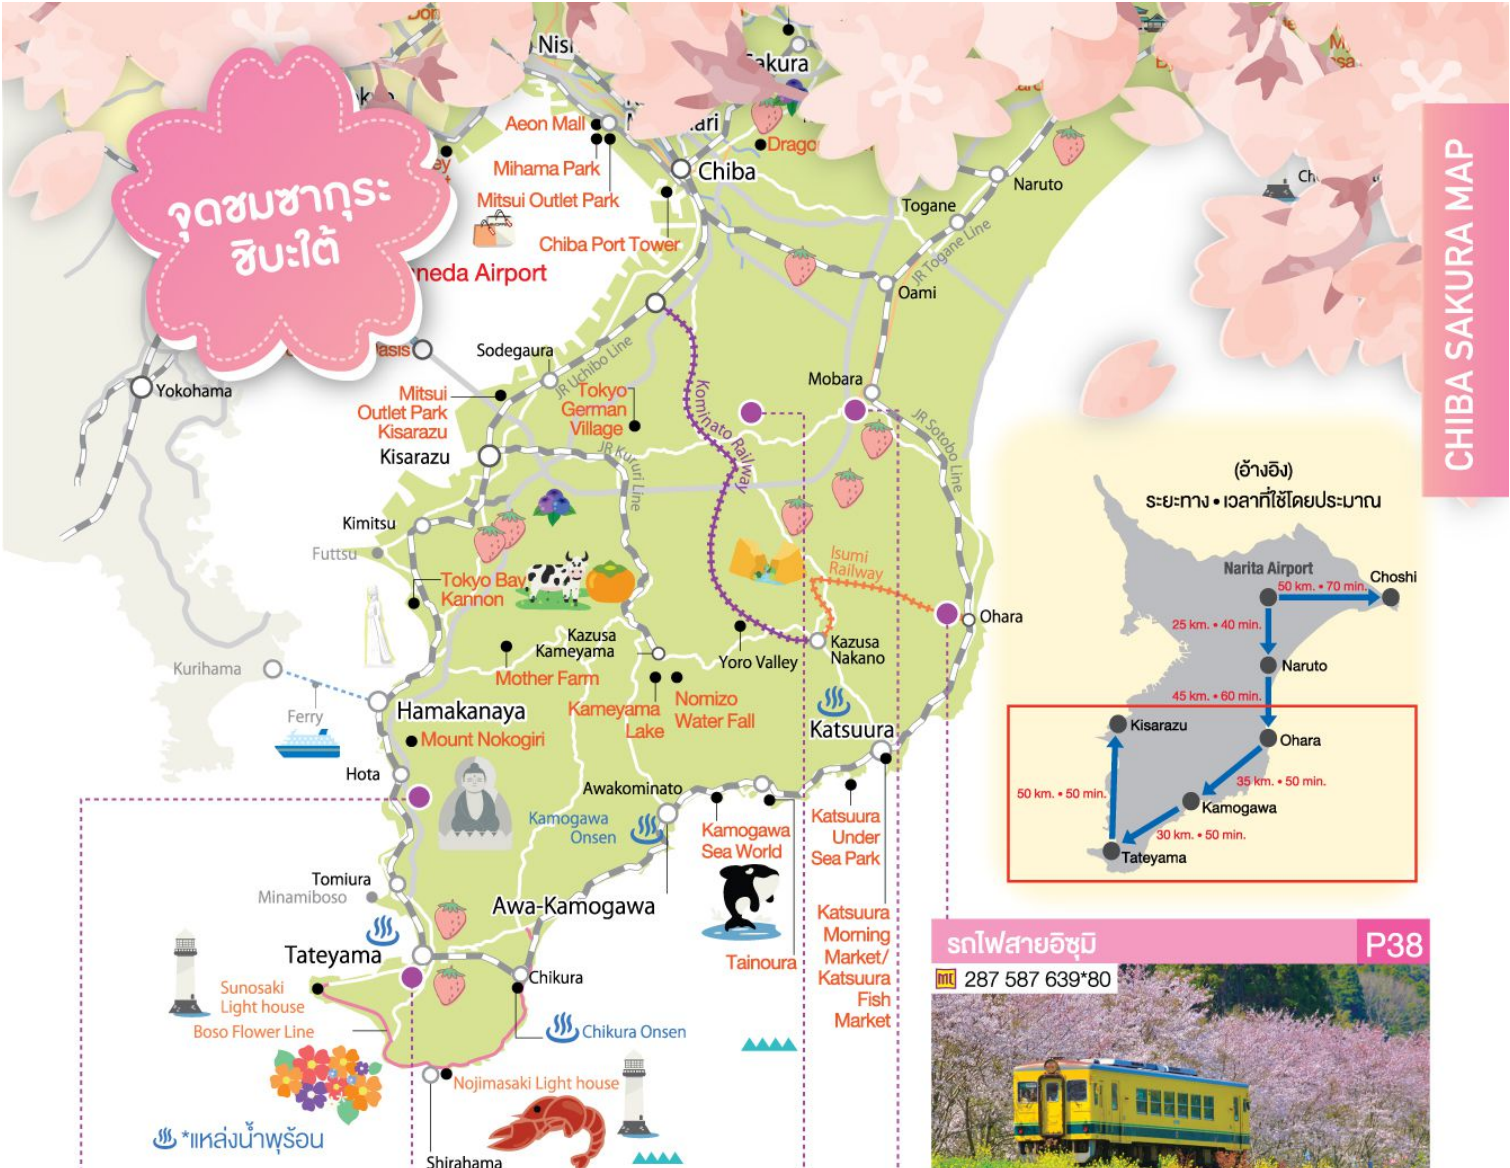 จุดชมซากุระ
ชิบะใต้
CHIBA SAKURA MAP
Aeon Mall
Mihama Park
Mitsui Outlet Park
Chiba Port Tower
Chiba
Naruto
Togane
JR Togane Line
Oami
Yokohama
Sodegaura
JR Uchibo Line
Mitsui
Outlet Park
Kisarazu
Tokyo
German
Village
Kominato Railway
Mobara
JR Sotobo Line
Kisarazu
JR Kururi Line
Kimitsu
Futtsu
Tokyo Bay
Kannon
Isumi
Railway
Ohara
Kazusa
Kameyama
Yoro Valley
Kazusa
Nakano
Kurihama
Mother Farm
Kameyama
Lake
Nomizo
Water Fall
Ferry
Hamakanaya
Mount Nokogiri
Katsuura
Hota
Awakominato
Kamogawa
Onsen
Kamogawa
Sea World
Katsuura
Under
Sea Park
Tomiura
Minamiboso
Awa-Kamogawa
Katsuura
Morning
Market/
Katsuura
Fish
Market
Tainoura
Tateyama
Chikura
Sunosaki
Light house
Boso Flower Line
Chikura Onsen
Nojimasaki Light house
*แหล่งน้ำพุร้อน
Shirahama
(อ้างอิง)
ระยะทาง • เวลาที่ใช้โดยประมาณ
Narita Airport
50 km. • 70 min.
Choshi
25 km. • 40 min.
Naruto
45 km. • 60 min.
Kisarazu
Ohara
35 km. • 50 min.
50 km. • 50 min.
Kamogawa
30 km. • 50 min.
Tateyama
รถไฟสายอิซุมิ
P38
287 587 639*80